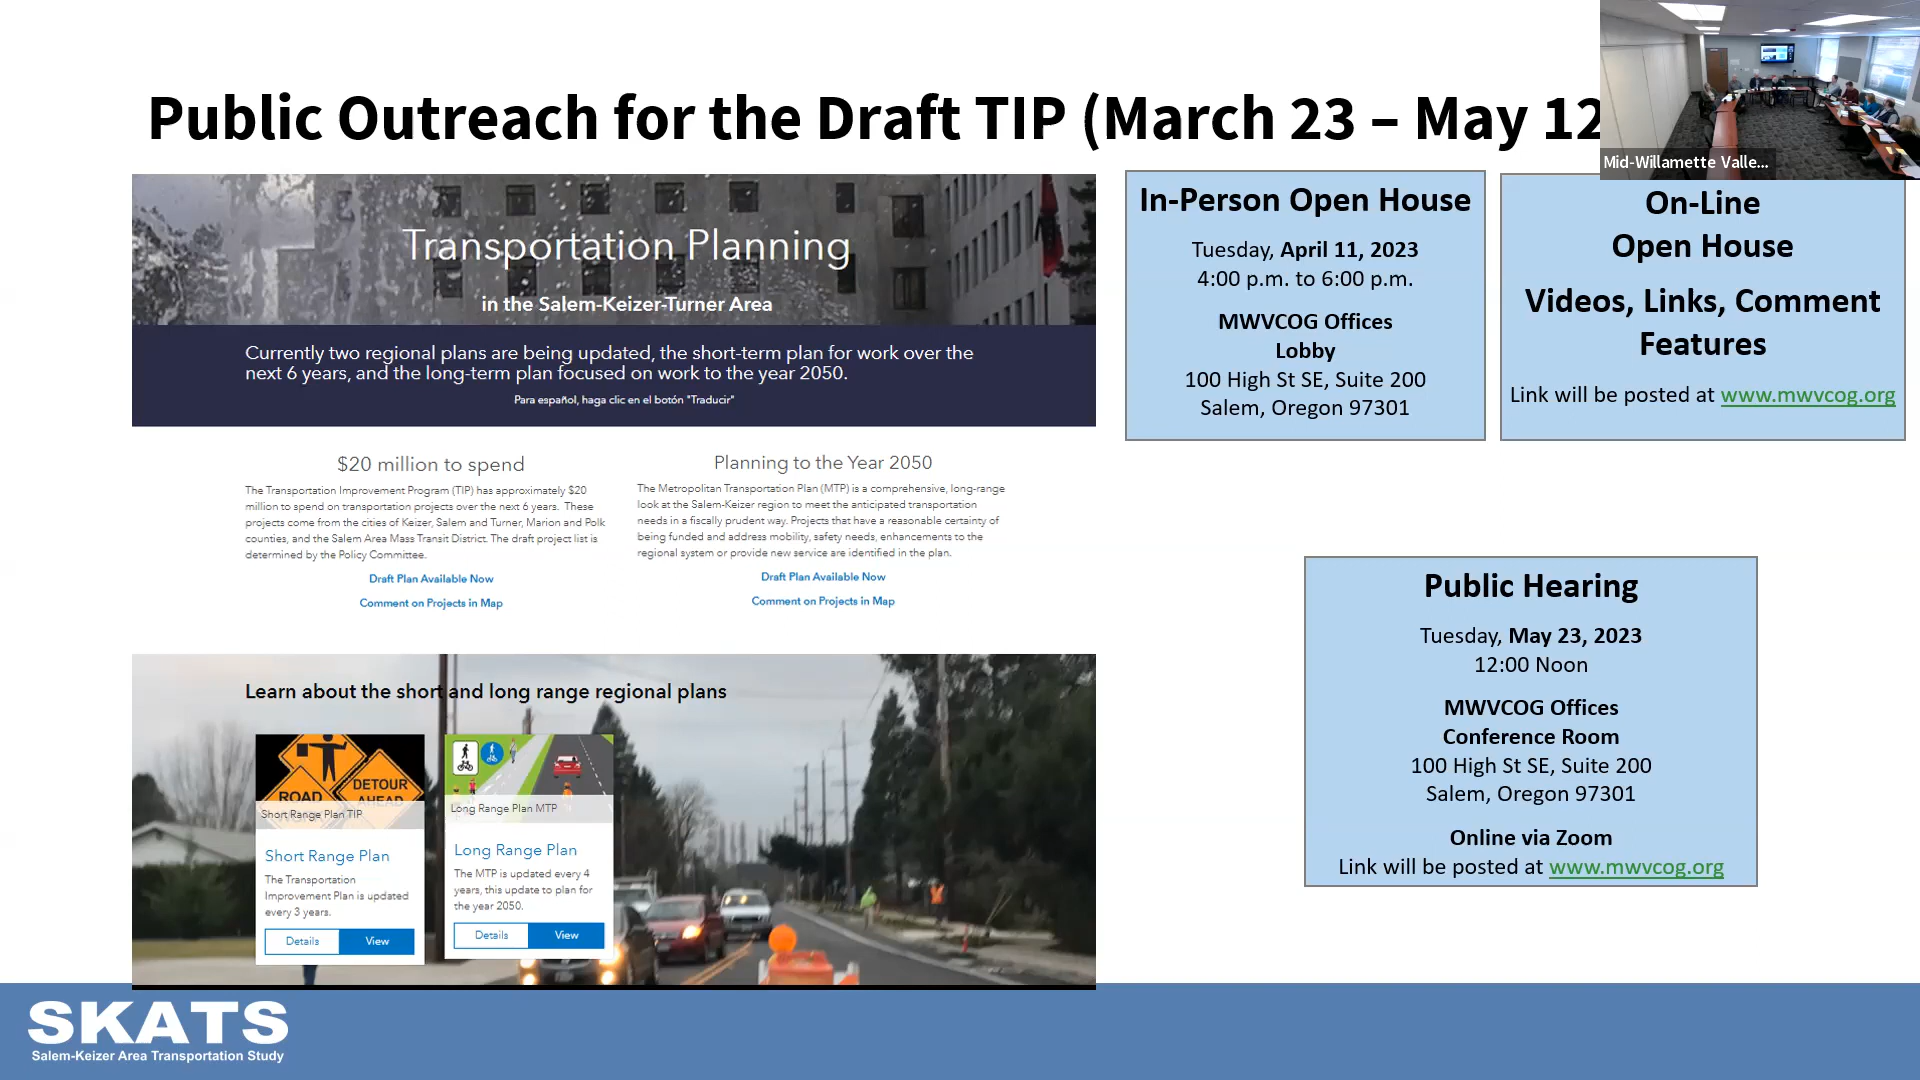 Public Outreach for the Draft TIP (March 23 – May 12
Mid-Willamette Valle...
Transportation Planning
in the Salem-Keizer-Turner Area
Currently two regional plans are being updated, the short-term plan for work over the
next 6 years, and the long-term plan focused on work to the year 2050.
Para español, haga clic en el botón "Traducir"
$20 million to spend
The Transportation Improvement Program (TIP) has approximately $20
million to spend on transportation projects over the next 6 years. These
projects come from the cities of Keizer, Salem and Turner, Marion and Polk
counties, and the Salem Area Mass Transit District. The draft project list is
determined by the Policy Committee.
Draft Plan Available Now
Comment on Projects in Map
Planning to the Year 2050
The Metropolitan Transportation Plan (MTP) is a comprehensive, long-range
look at the Salem-Keizer region to meet the anticipated transportation
needs in a fiscally prudent way. Projects that have a reasonable certainty of
being funded and address mobility, safety needs, enhancements to the
regional system or provide new service are identified in the plan.
Draft Plan Available Now
Comment on Projects in Map
Learn about the short and long range regional plans
ROAD
DETOUR
AHEAD
Short Range Plan TIP
Short Range Plan
The Transportation
Improvement Plan is updated
every 3 years.
Details
View
Long Range Plan MTP
Long Range Plan
The MTP is updated every 4
years, this update to plan for
the year 2050.
Details
View
In-Person Open House
Tuesday, April 11, 2023
4:00 p.m. to 6:00 p.m.
MWVCOG Offices
Lobby
100 High St SE, Suite 200
Salem, Oregon 97301
On-Line
Open House
Videos, Links, Comment
Features
Link will be posted at www.mwvcog.org
Public Hearing
Tuesday, May 23, 2023
12:00 Noon
MWVCOG Offices
Conference Room
100 High St SE, Suite 200
Salem, Oregon 97301
Online via Zoom
Link will be posted at www.mwvcog.org
SKATS
Salem-Keizer Area Transportation Study